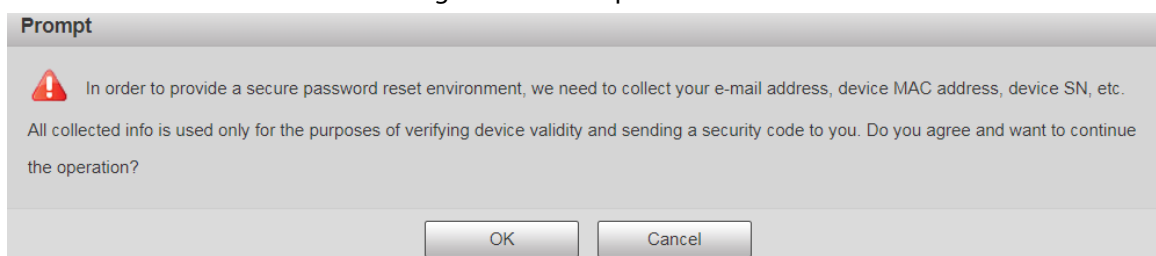 Prompt
In order to provide a secure password reset environment, we need to collect your e-mail address, device MAC address, device SN, etc.
All collected info is used only for the purposes of verifying device validity and sending a security code to you. Do you agree and want to continue
the operation?
OK Cancel